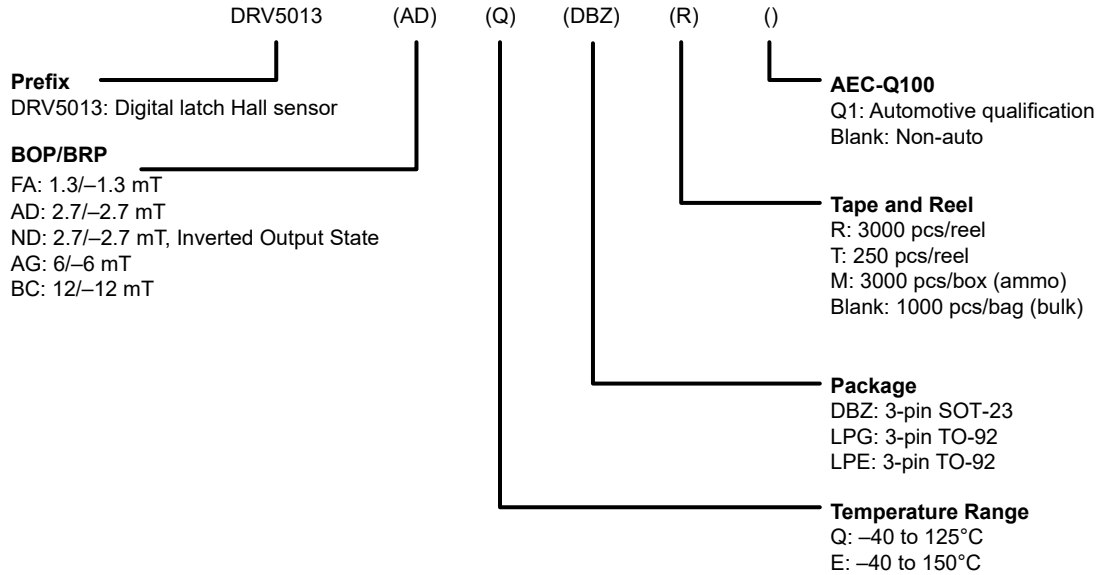 DRV5013 (AD) (Q) (DBZ) (R) ()
Prefix
DRV5013: Digital latch Hall sensor
BOP/BRP
FA: 1.3/–1.3 mT
AD: 2.7/–2.7 mT
ND: 2.7/–2.7 mT, Inverted Output State
AG: 6/–6 mT
BC: 12/–12 mT
AEC-Q100
Q1: Automotive qualification
Blank: Non-auto
Tape and Reel
R: 3000 pcs/reel
T: 250 pcs/reel
M: 3000 pcs/box (ammo)
Blank: 1000 pcs/bag (bulk)
Package
DBZ: 3-pin SOT-23
LPG: 3-pin TO-92
LPE: 3-pin TO-92
Temperature Range
Q: –40 to 125°C
E: –40 to 150°C